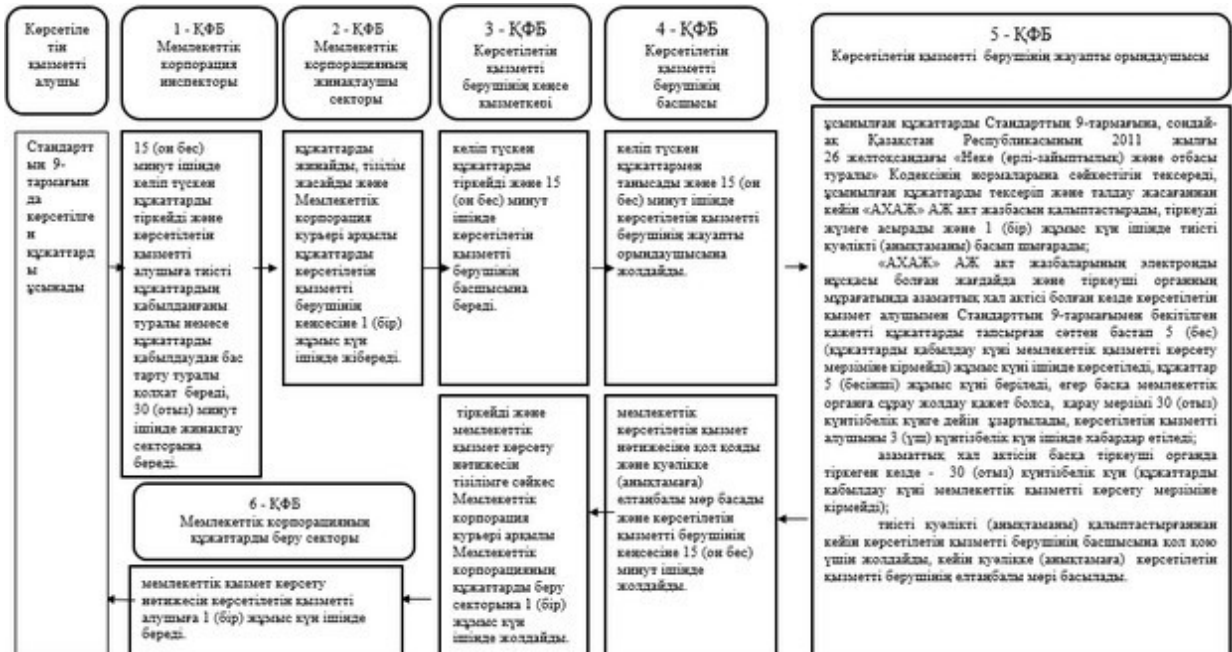 Көрсетіле
тін
қызметті
алушы
1 - ҚФБ
Мемлекеттік
корпорация
инспекторы
2 - ҚФБ
Мемлекеттік
корпорацияның
жинақтаушы
секторы
3 - ҚФБ
Көрсетілетін
қызметті
берушінің кеңсе
қызметкері
4 - ҚФБ
Көрсетілетін
қызметті
берушінің
басшысы
5 - ҚФБ
Көрсетілетін қызметті берушінің жауапты орындаушысы
Стандартт
ың 9-
тармағын
да
көрсетілге
н
құжаттард
ы
ұсынады
15 (он бес)
минут ішінде
келіп түскен
құжаттарды
тіркейді және
көрсетілетін
қызметті
алушыға тиісті
құжаттардың
қабылданғаны
туралы немесе
құжаттарды
қабылдаудан бас
тарту туралы
қолхат береді,
30 (отыз) минут
ішінде жинақтау
секторына
береді.
құжаттарды
жинайды, тізілім
жасайды және
Мемлекеттік
корпорация
курьері арқылы
құжаттарды
көрсетілетін
қызметті
берушінің
кеңсесіне 1 (бір)
жұмыс күн
ішінде жібереді.
келіп түскен
құжаттарды
тіркейді және 15
(он бес) минут
ішінде
көрсетілетін
қызметті
берушінің
басшысына
береді.
келіп түскен
құжаттармен
танысады және 15 (он
бес) минут ішінде
көрсетілетін қызметті
берушінің жауапты
орындаушысына
жолдайды.
ұсынылған құжаттарды Стандарттың 9-тармағына, сондай-
ақ Қазақстан Республикасының 2011 жылғы
26 желтоқсандағы «Неке (ерлі-зайыптылық) және отбасы
туралы» Кодексінің нормаларына сәйкестігін тексереді,
ұсынылған құжаттарды тексеріп және талдау жасағаннан
кейін «АХАЖ» АЖ акт жазбасын қалыптастырады, тіркеуді
жүзеге асырады және 1 (бір) жұмыс күн ішінде тиісті
куәлікті (анықтаманы) басып шығарады;
«АХАЖ» АЖ акт жазбаларының электронды
нұсқасы болған жағдайда және тіркеуші органның
мұрағатында азаматтық хал актісі болған кезде көрсетілетін
қызмет алушымен Стандарттың 9-тармағымен бекітілген
қажетті құжаттарды тапсырған сәттен бастап 5 (бес)
(құжаттарды қабылдау күні мемлекеттік қызметті көрсету
мерзіміне кірмейді) жұмыс күні ішінде көрсетіледі, құжаттар
5 (бесінші) жұмыс күні беріледі, егер басқа мемлекеттік
органға сұрау жолдау қажет болса, қарау мерзімі 30 (отыз)
күнтізбелік күнге дейін ұзартылады, көрсетілетін қызметті
алушыны 3 (үш) күнтізбелік күн ішінде хабардар етіледі;
азаматтық хал актісін басқа тіркеуші органда
тіркеген кезде - 30 (отыз) күнтізбелік күн (құжаттарды
қабылдау күні мемлекеттік қызметті көрсету мерзіміне
кірмейді);
тиісті куәлікті (анықтаманы) қалыптастырғаннан
кейін көрсетілетін қызметті берушінің басшысына қол қою
үшін жолдайды, кейін куәлікке (анықтамаға) көрсетілетін
қызметті берушінің елтаңбалы мөрі басылады.
тіркейді және
мемлекеттік
қызмет көрсету
нәтижесін
тізілімге сәйкес
Мемлекеттік
корпорация
курьері арқылы
Мемлекеттік
корпорацияның
құжаттарды беру
секторына 1 (бір)
жұмыс күн
ішінде жолдайды.
мемлекеттік
көрсетілетін қызмет
нәтижесіне қол қояды
және куәлікке
(анықтамаға)
елтаңбалы мөр басады
және көрсетілетін
қызметті берушінің
кеңсесіне 15 (он бес)
минут ішінде
жолдайды.
6 - ҚФБ
Мемлекеттік корпорацияның
құжаттарды беру секторы
мемлекеттік қызмет көрсету
нәтижесін көрсетілетін қызметті
алушыға 1 (бір) жұмыс күн ішінде
береді.